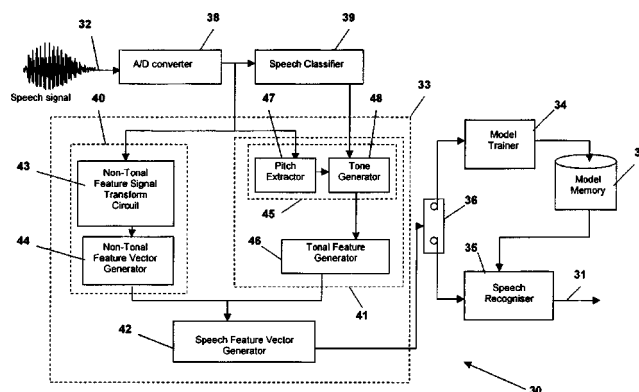 32
38
39
A/D converter
Speech Classifier
Speech signal
33
40
47
48
34
43
Non-Tonal
Feature Signal
Transform
Circuit
Pitch
Extractor
Tone
Generator
Model
Trainer
Model
Memory
45
36
44
Non-Tonal
Feature Vector
Generator
46
Tonal Feature
Generator
35
31
Speech
Recogniser
41
42
Speech Feature Vector
Generator
30